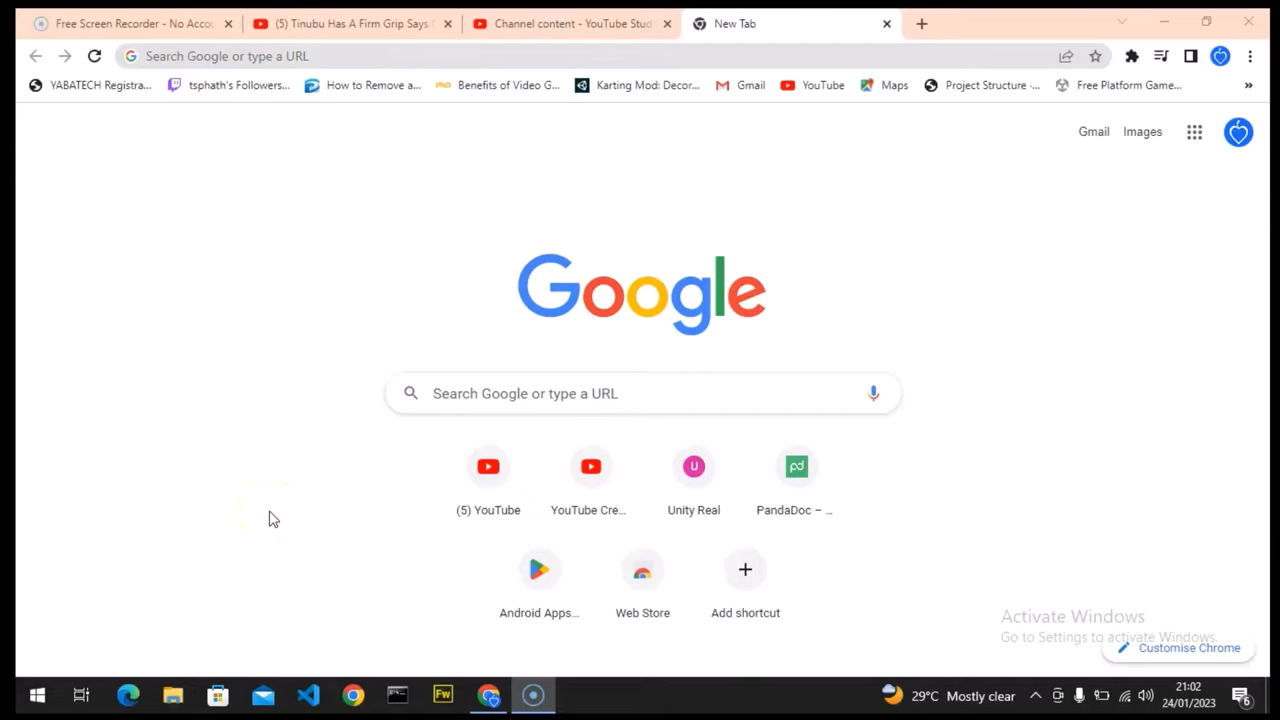 Free Screen Recorder - No Accou
(5) Tinubu Has A Firm Grip Says
Channel content - YouTube Stud
New Tab
Search Google or type a URL
YABATECH Registra...
tsphath's Followers...
How to Remove a...
Benefits of Video G...
Karting Mod: Decor...
Gmail
YouTube
Maps
Project Structure -...
Free Platform Game...
Gmail
Images
Google
Search Google or type a URL
U
pd
(5) YouTube
YouTube Cre...
Unity Real
PandaDoc – ...
Android Apps...
Web Store
Add shortcut
Activate Windows
Go to Settings to activate Windows.
Customise Chrome
Fw
29°C Mostly clear
21:02
24/01/2023
6